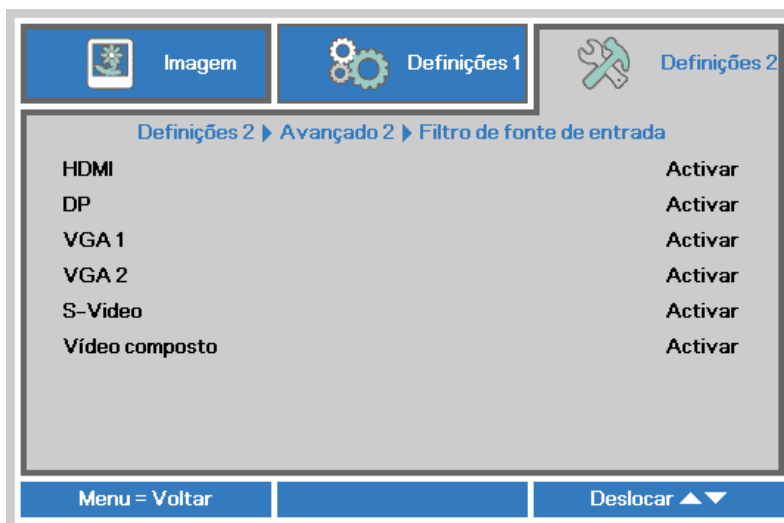 Imagem Definições 1 Definições 2
Definições 2 ▶ Avançado 2 ▶ Filtro de fonte de entrada
HDMI Activar
DP Activar
VGA 1 Activar
VGA 2 Activar
S-Video Activar
Vídeo composto Activar
Menu = Voltar Deslocar ▲▼